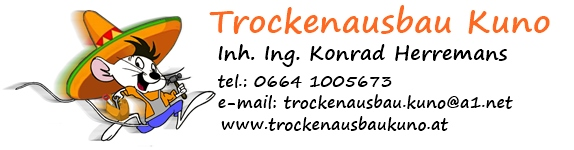 Trockenausbau Kuno
Inh. Ing. Konrad Herremans
tel.: 0664 1005673
e-mail: trockenausbau.kuno@a1.net
www.trockenausbaukuno.at